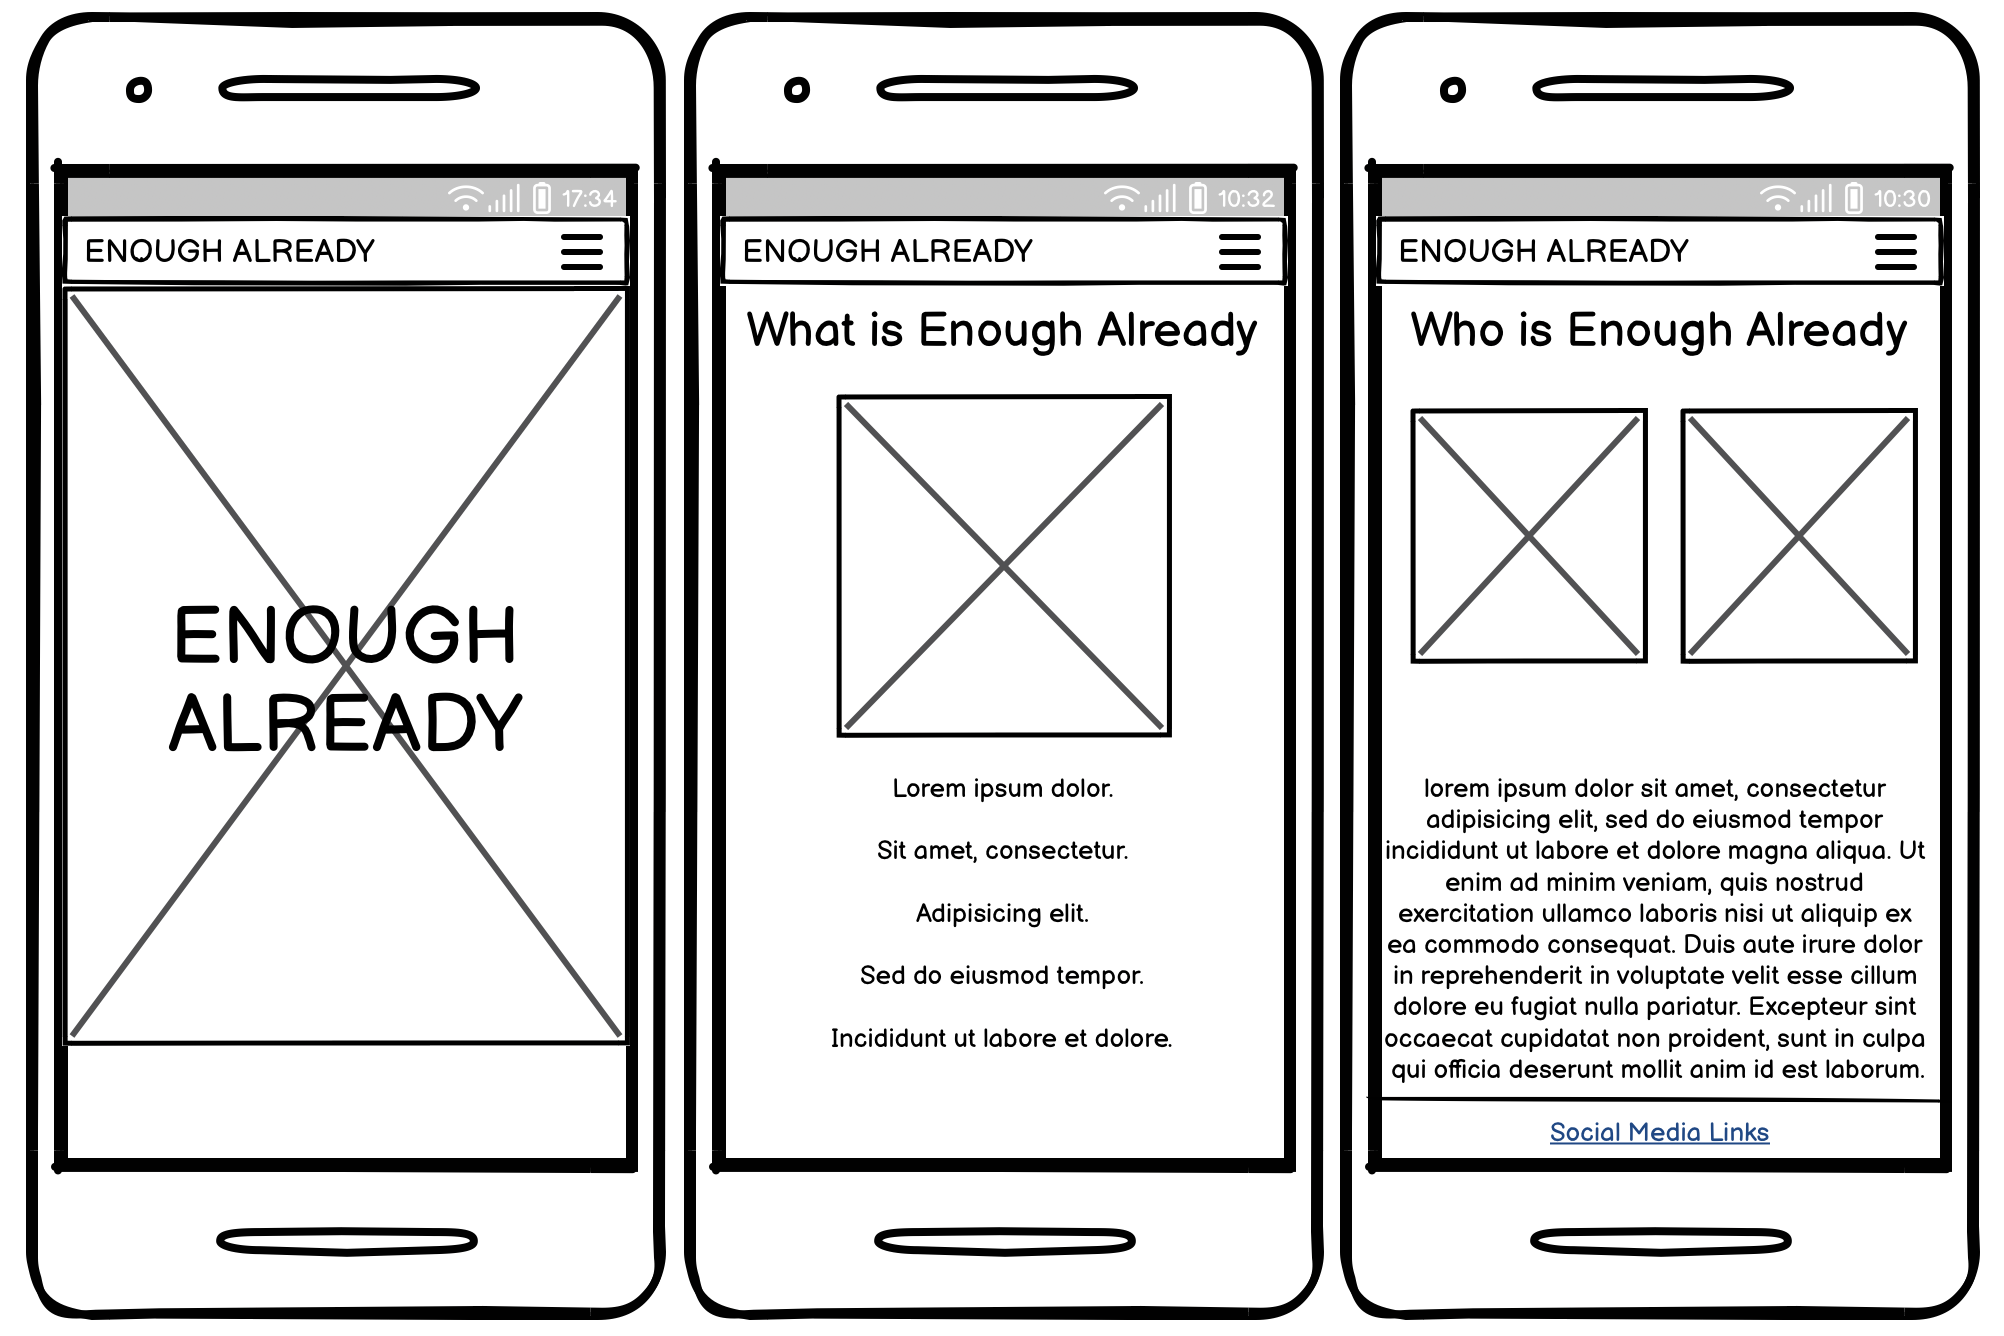 17:34
ENOUGH ALREADY
ENOUGH
ALREADY
10:32
ENOUGH ALREADY
What is Enough Already
Lorem ipsum dolor.
Sit amet, consectetur.
Adipisicing elit.
Sed do eiusmod tempor.
Incididunt ut labore et dolore.
10:30
ENOUGH ALREADY
Who is Enough Already
lorem ipsum dolor sit amet, consectetur
adipisicing elit, sed do eiusmod tempor
incididunt ut labore et dolore magna aliqua. Ut
enim ad minim veniam, quis nostrud
exercitation ullamco laboris nisi ut aliquip ex
ea commodo consequat. Duis aute irure dolor
in reprehenderit in voluptate velit esse cillum
dolore eu fugiat nulla pariatur. Excepteur sint
occaecat cupidatat non proident, sunt in culpa
qui officia deserunt mollit anim id est laborum.
Social Media Links